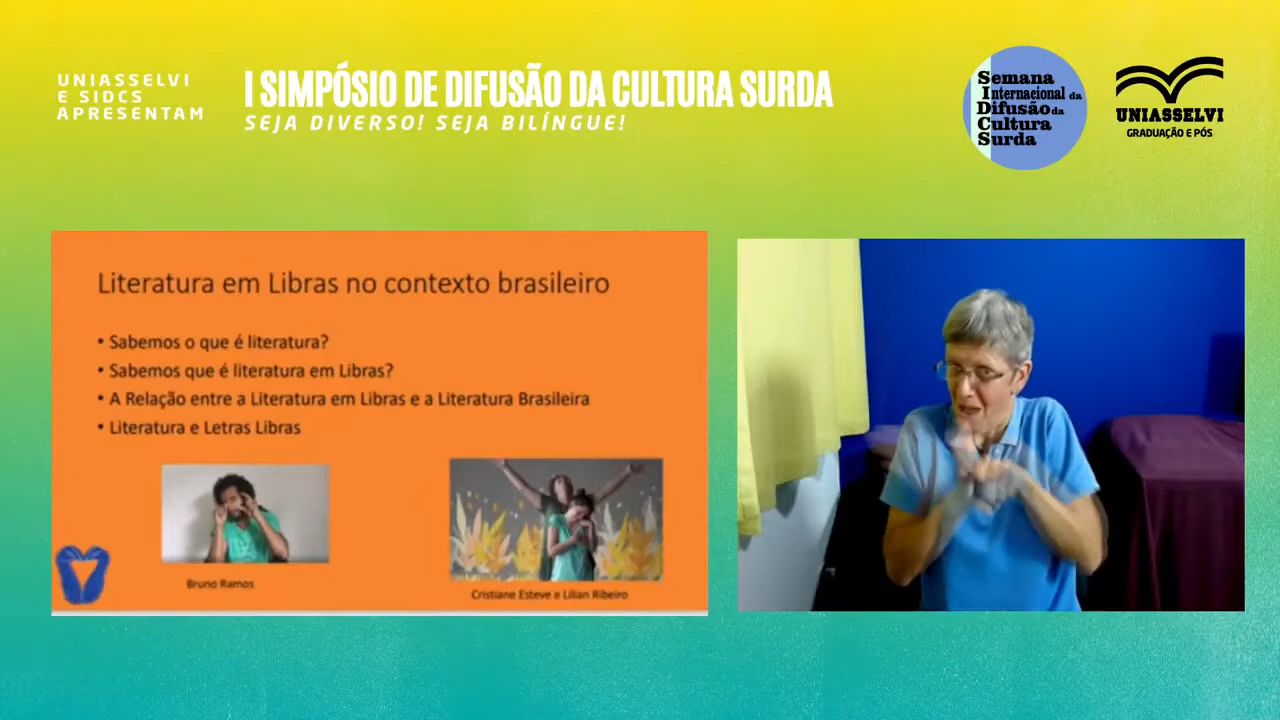 UNIASSELVI
E SIDCS
APRESENTAM
I SIMPÓSIO DE DIFUSÃO DA CULTURA SURDA
SEJA DIVERSO! SEJA BILÍNGUE!
Semana
Internacional da
Difusão da
Cultura
Surda
UNIASSELVI
GRADUAÇÃO E PÓS
Literatura em Libras no contexto brasileiro
• Sabemos o que é literatura?
• Sabemos que é literatura em Libras?
• A Relação entre a Literatura em Libras e a Literatura Brasileira
• Literatura e Letras Libras
Bruno Ramos
Cristiane Esteve e Lilian Ribeiro